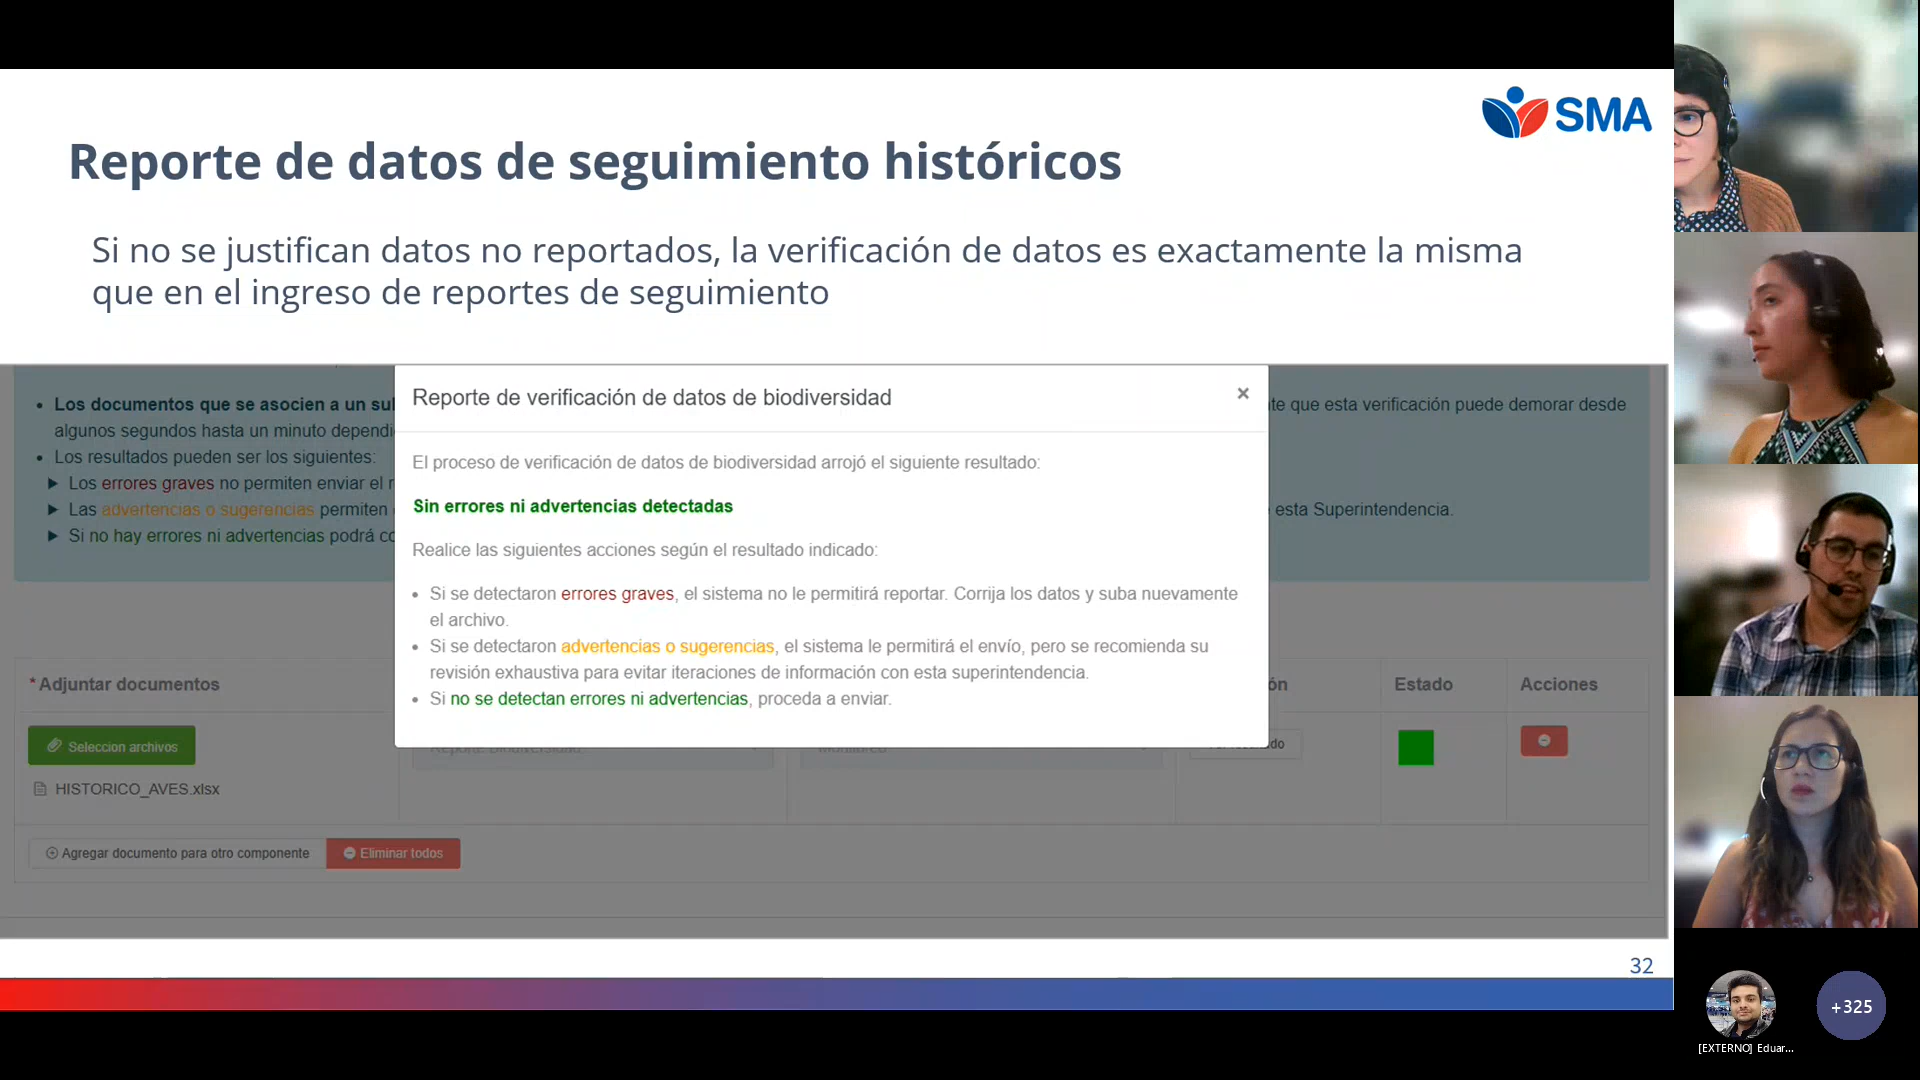 SMA
Reporte de datos de seguimiento históricos
Si no se justifican datos no reportados, la verificación de datos es exactamente la misma
que en el ingreso de reportes de seguimiento
Reporte de verificación de datos de biodiversidad ×
El proceso de verificación de datos de biodiversidad arrojó el siguiente resultado:
Sin errores ni advertencias detectadas
Realice las siguientes acciones según el resultado indicado:
• Si se detectaron errores graves, el sistema no le permitirá reportar. Corrija los datos y suba nuevamente
el archivo.
• Si se detectaron advertencias o sugerencias, el sistema le permitirá el envío, pero se recomienda su
revisión exhaustiva para evitar iteraciones de información con esta superintendencia.
• Si no se detectan errores ni advertencias, proceda a enviar.
• Los documentos que se asocien a un
te que esta verificación puede demorar desde
algunos segundos hasta un minuto
• Los resultados pueden ser los siguientes:
Los errores graves no permiten enviar el
Las advertencias o sugerencias permiten
esta Superintendencia.
Si no hay errores ni advertencias podrá
* Adjuntar documentos
Estado
Acciones
Seleccion archivos
HISTORICO_AVES.xlsx
Agregar documento para otro componente
Eliminar todos
32
+325
[EXTERNO] Eduar...